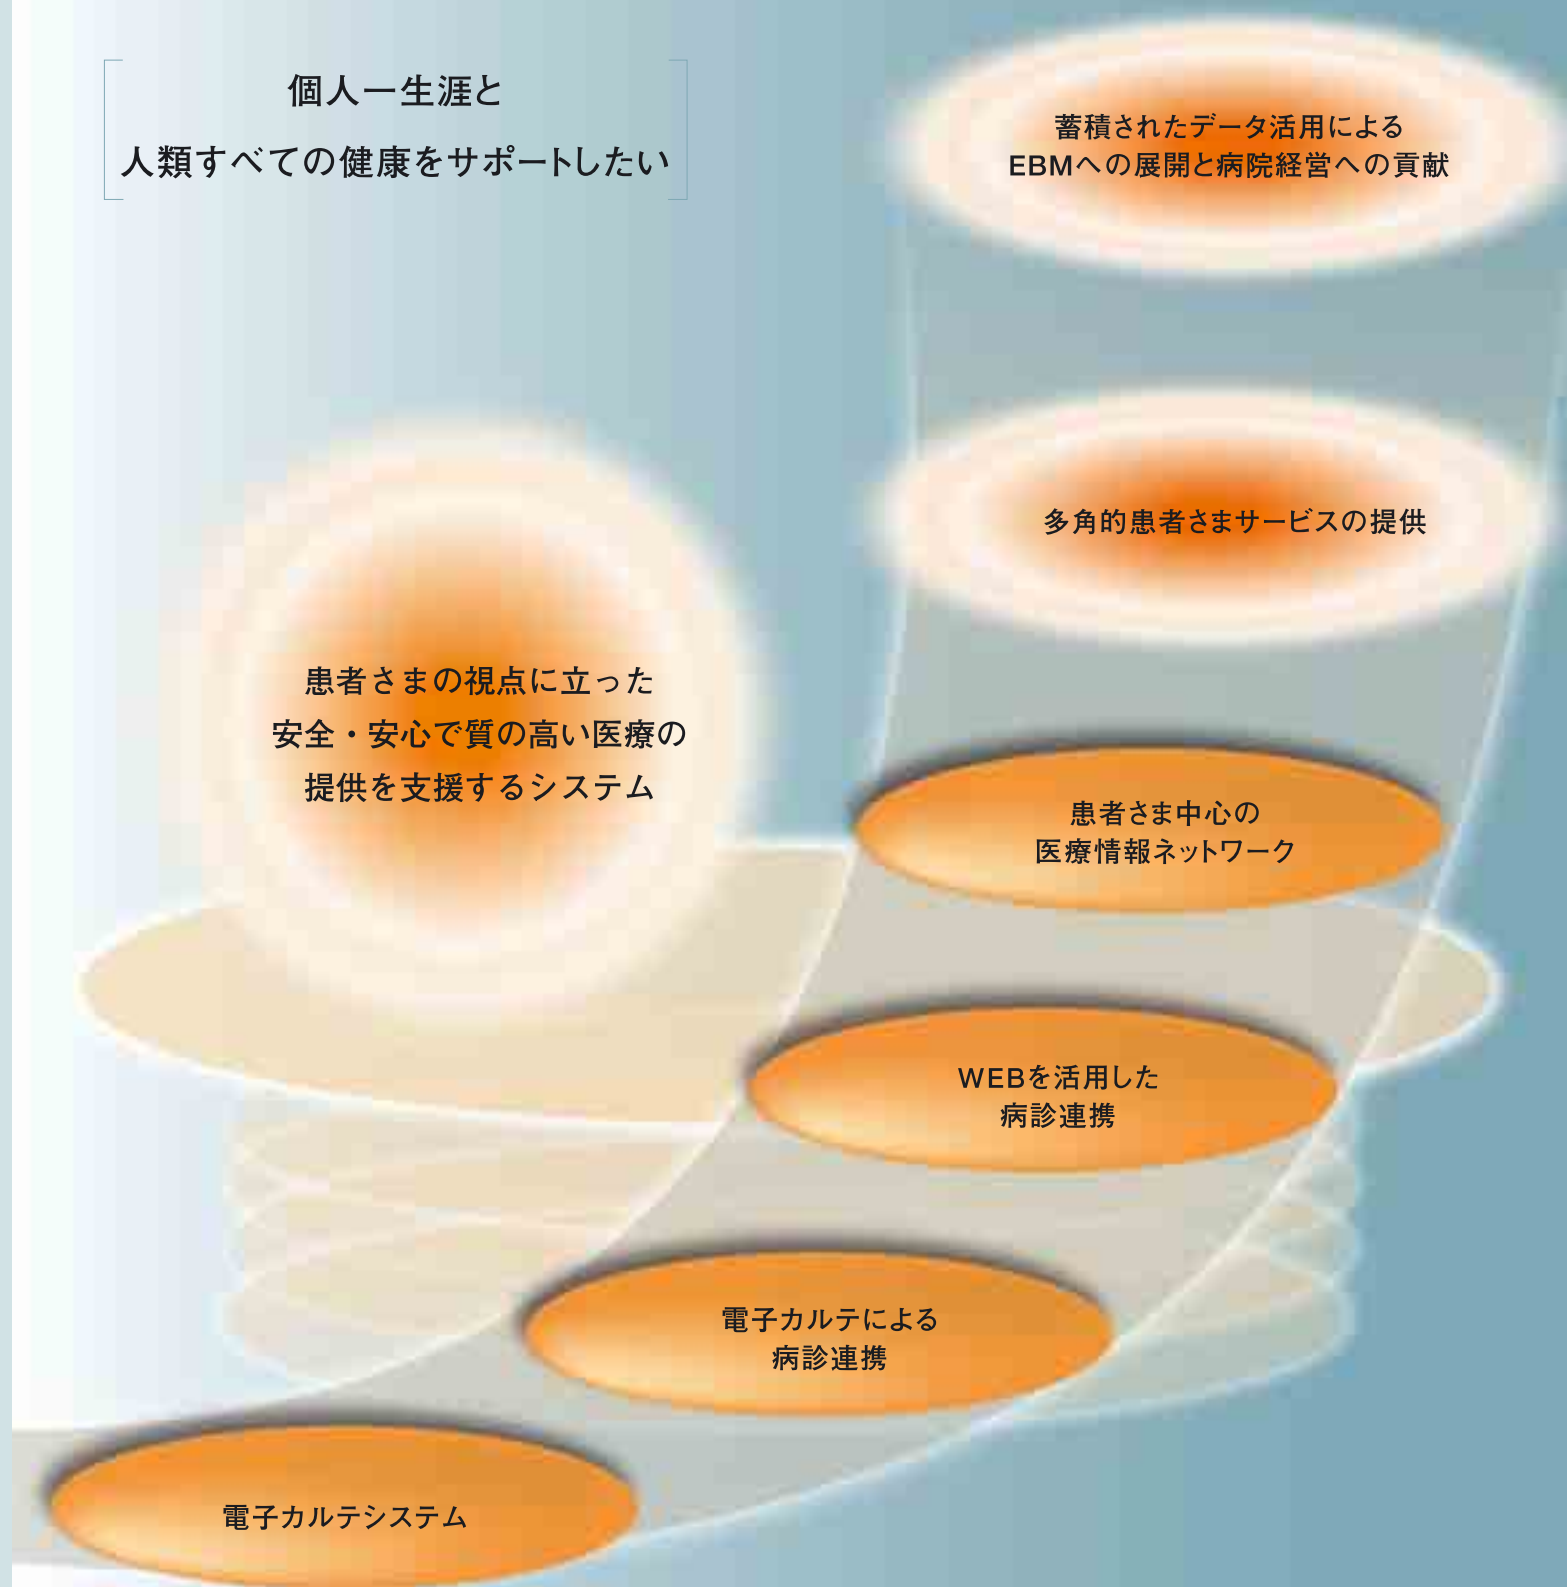 個人一生涯と
人類すべての健康をサポートしたい
蓄積されたデータ活用による
EBMへの展開と病院経営への貢献
多角的患者さまサービスの提供
患者さまの視点に立った
安全・安心で質の高い医療の
提供を支援するシステム
患者さま中心の
医療情報ネットワーク
WEBを活用した
病診連携
電子カルテによる
病診連携
電子カルテシステム